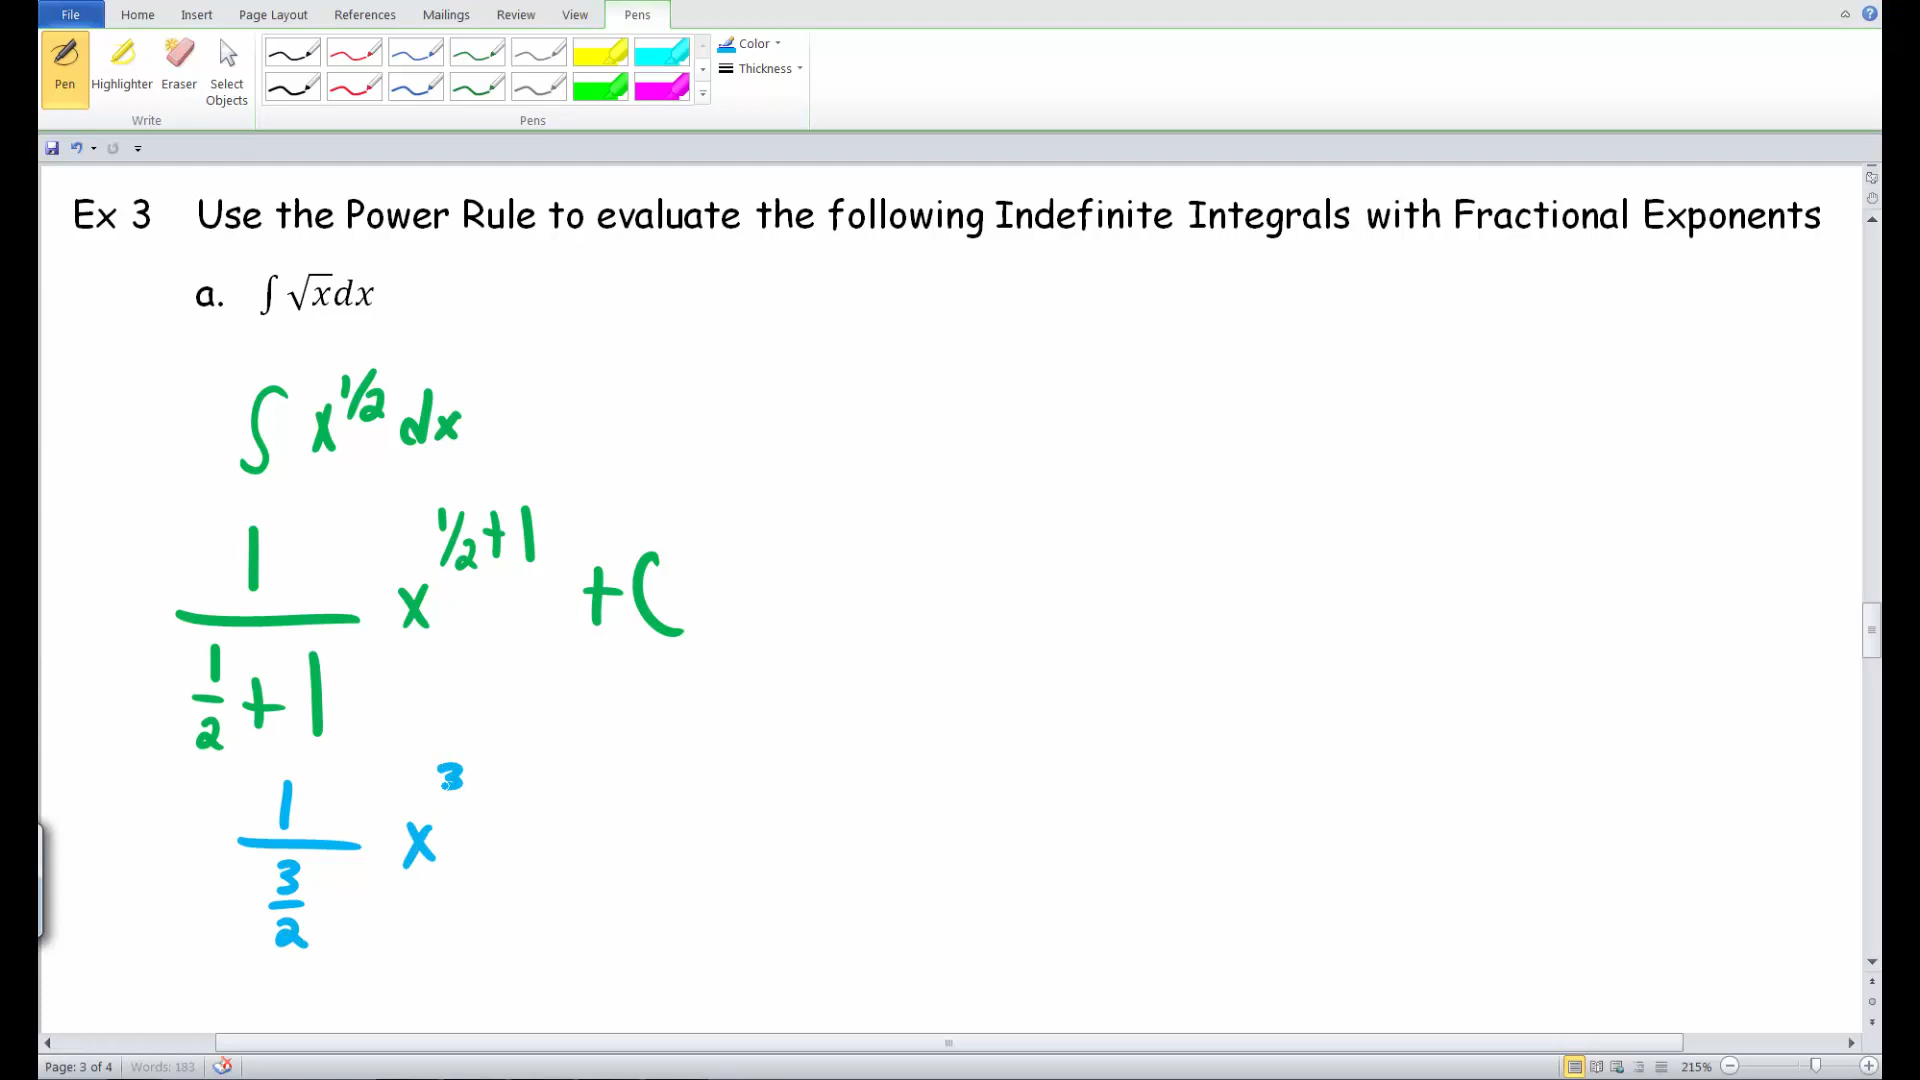 File Home Insert Page Layout References Mailings Review View Pens
Pen Highlighter Eraser Select Objects
Color
Thickness
Write Pens
Ex 3 Use the Power Rule to evaluate the following Indefinite Integrals with Fractional Exponents
a. ∫ √x dx
∫ x^1/2 dx
1/(1/2 + 1) x^(1/2+1) + C
1/(3/2) x^3
Page: 3 of 4 Words: 183 215%